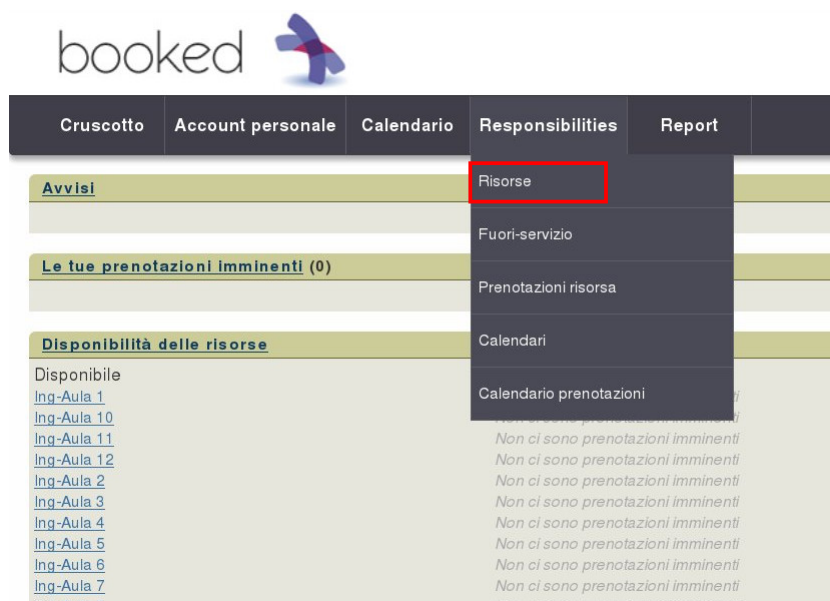 booked
Cruscotto Account personale Calendario Responsibilities Report
Risorse
Fuori-servizio
Prenotazioni risorsa
Calendari
Calendario prenotazioni
Avvisi
Le tue prenotazioni imminenti (0)
Disponibilità delle risorse
Disponibile
Ing-Aula 1
Ing-Aula 10 Non ci sono prenotazioni imminenti
Ing-Aula 11 Non ci sono prenotazioni imminenti
Ing-Aula 12 Non ci sono prenotazioni imminenti
Ing-Aula 2 Non ci sono prenotazioni imminenti
Ing-Aula 3 Non ci sono prenotazioni imminenti
Ing-Aula 4 Non ci sono prenotazioni imminenti
Ing-Aula 5 Non ci sono prenotazioni imminenti
Ing-Aula 6 Non ci sono prenotazioni imminenti
Ing-Aula 7 Non ci sono prenotazioni imminenti